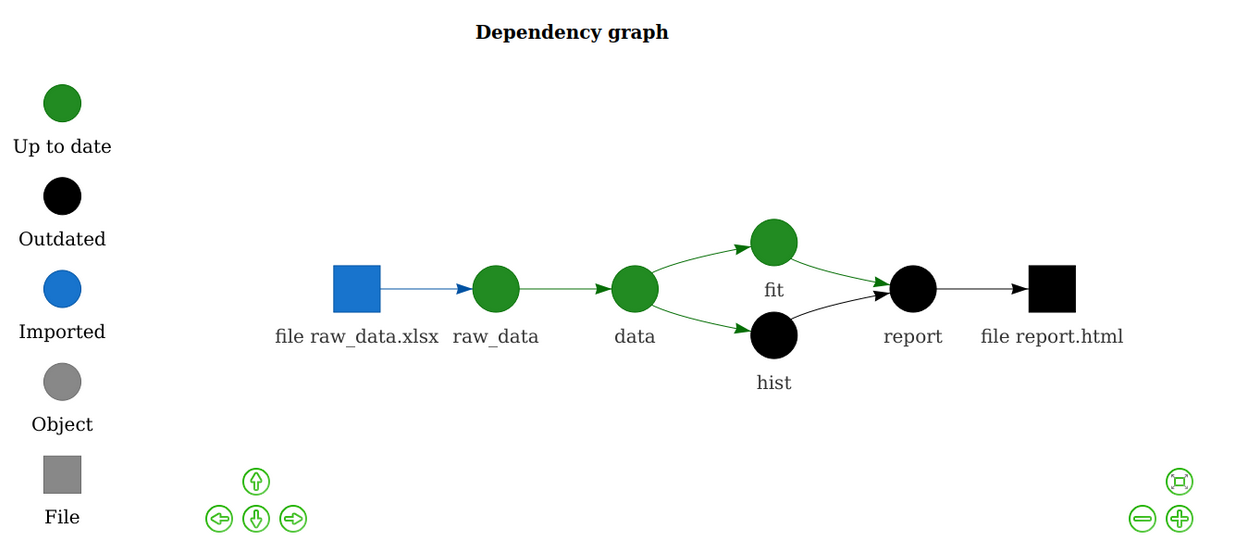 Dependency graph
Up to date
Outdated
Imported
Object
File
file raw_data.xlsx
raw_data
data
fit
hist
report
file report.html